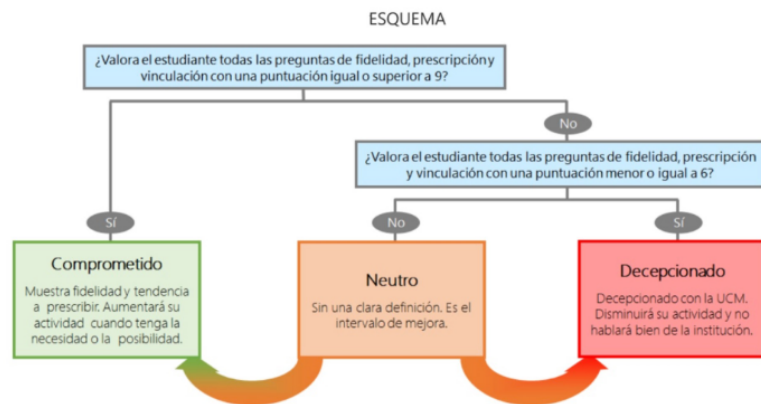 ESQUEMA
¿Valora el estudiante todas las preguntas de fidelidad, prescripción y
vinculación con una puntuación igual o superior a 9?
No
¿Valora el estudiante todas las preguntas de fidelidad, prescripción
y vinculación con una puntuación menor o igual a 6?
Sí
No
Sí
Comprometido
Muestra fidelidad y tendencia
a prescribir. Aumentará su
actividad cuando tenga la
necesidad o la posibilidad.
Neutro
Sin una clara definición. Es el
intervalo de mejora.
Decepcionado
Decepcionado con la UCM.
Disminuirá su actividad y no
hablará bien de la institución.